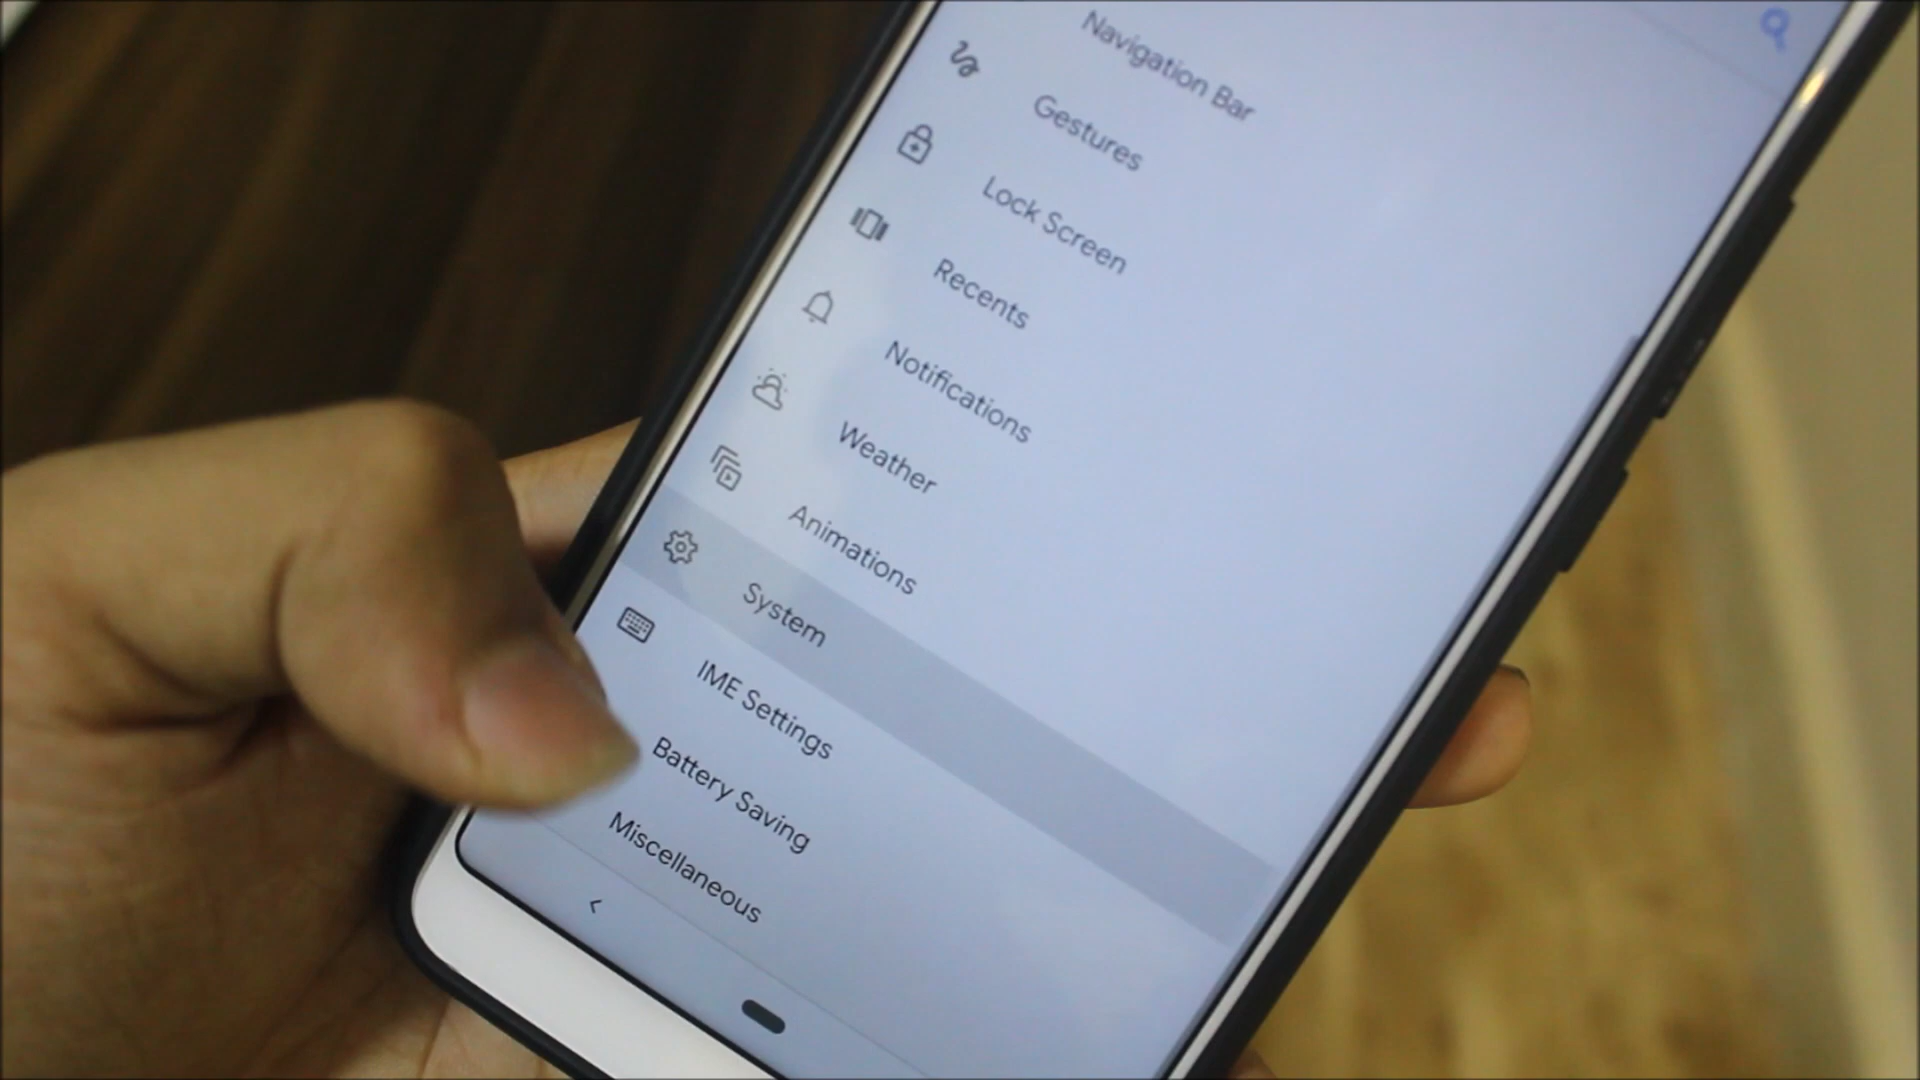 Navigation Bar
Gestures
Lock Screen
Recents
Notifications
Weather
Animations
System
IME Settings
Battery Saving
Miscellaneous